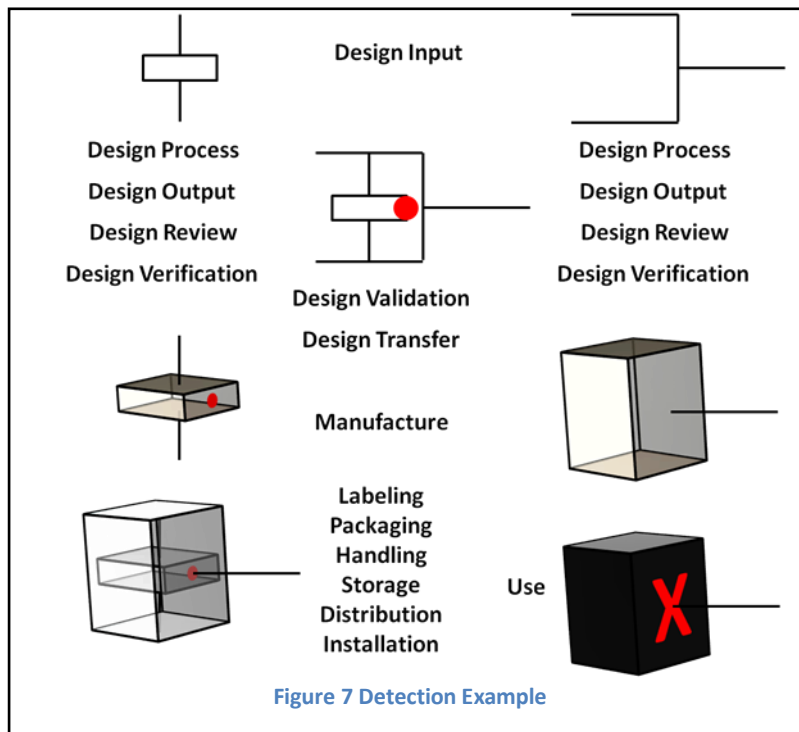 Design Input
Design Process
Design Output
Design Review
Design Verification
Design Process
Design Output
Design Review
Design Verification
Design Validation
Design Transfer
Manufacture
Labeling
Packaging
Handling
Storage
Distribution
Installation
Use
X
Figure 7 Detection Example